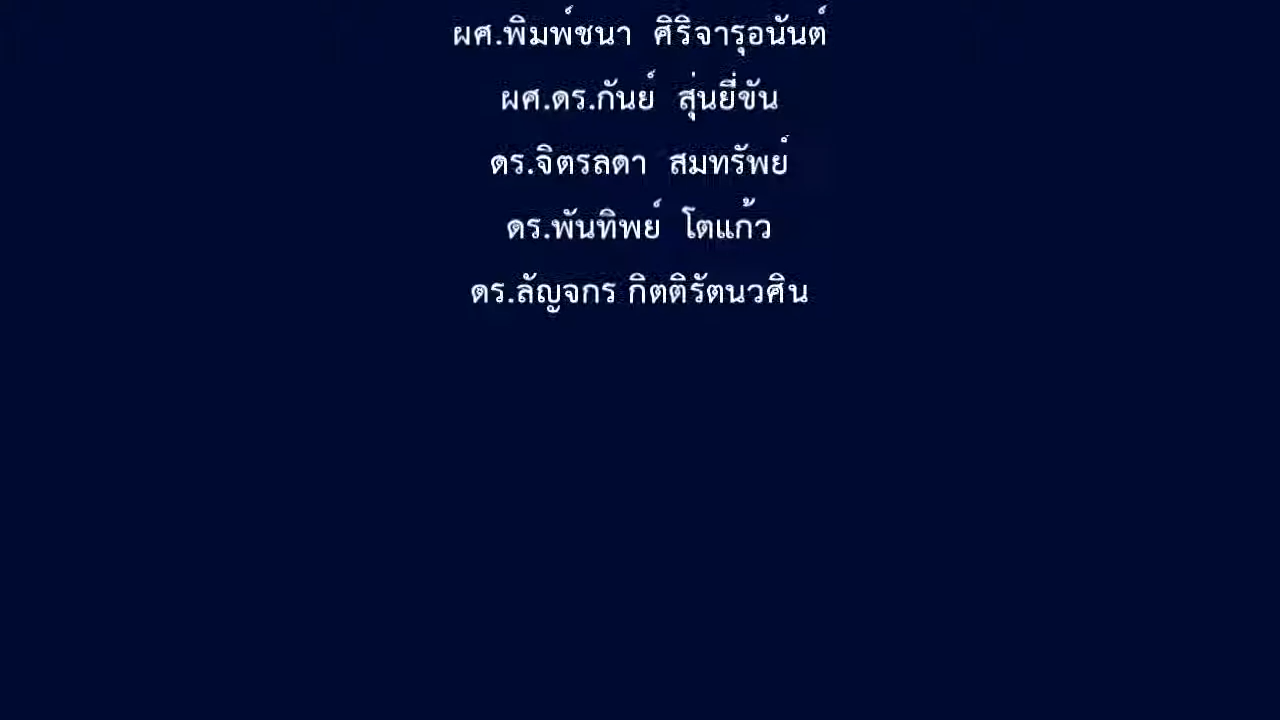 ผศ.พิมพ์ชนา  ศิริจารุอนันต์
ผศ.ดร.กันย์  สุ่นยี่ขัน
ดร.จิตรลดา  สมทรัพย์
ดร.พันทิพย์  โตแก้ว
ดร.ลัญจกร กิตติรัตนวศิน